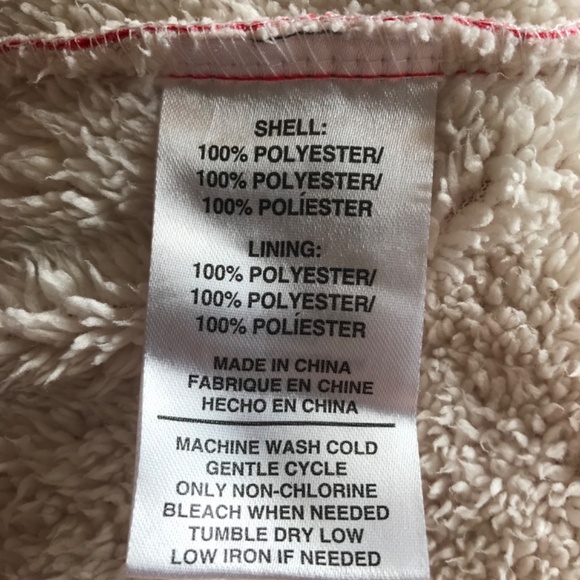 SHELL:
100% POLYESTER/
100% POLYESTER/
100% POLÍESTER
LINING:
100% POLYESTER/
100% POLYESTER/
100% POLÍESTER
MADE IN CHINA
FABRIQUE EN CHINE
HECHO EN CHINA
MACHINE WASH COLD
GENTLE CYCLE
ONLY NON-CHLORINE
BLEACH WHEN NEEDED
TUMBLE DRY LOW
LOW IRON IF NEEDED